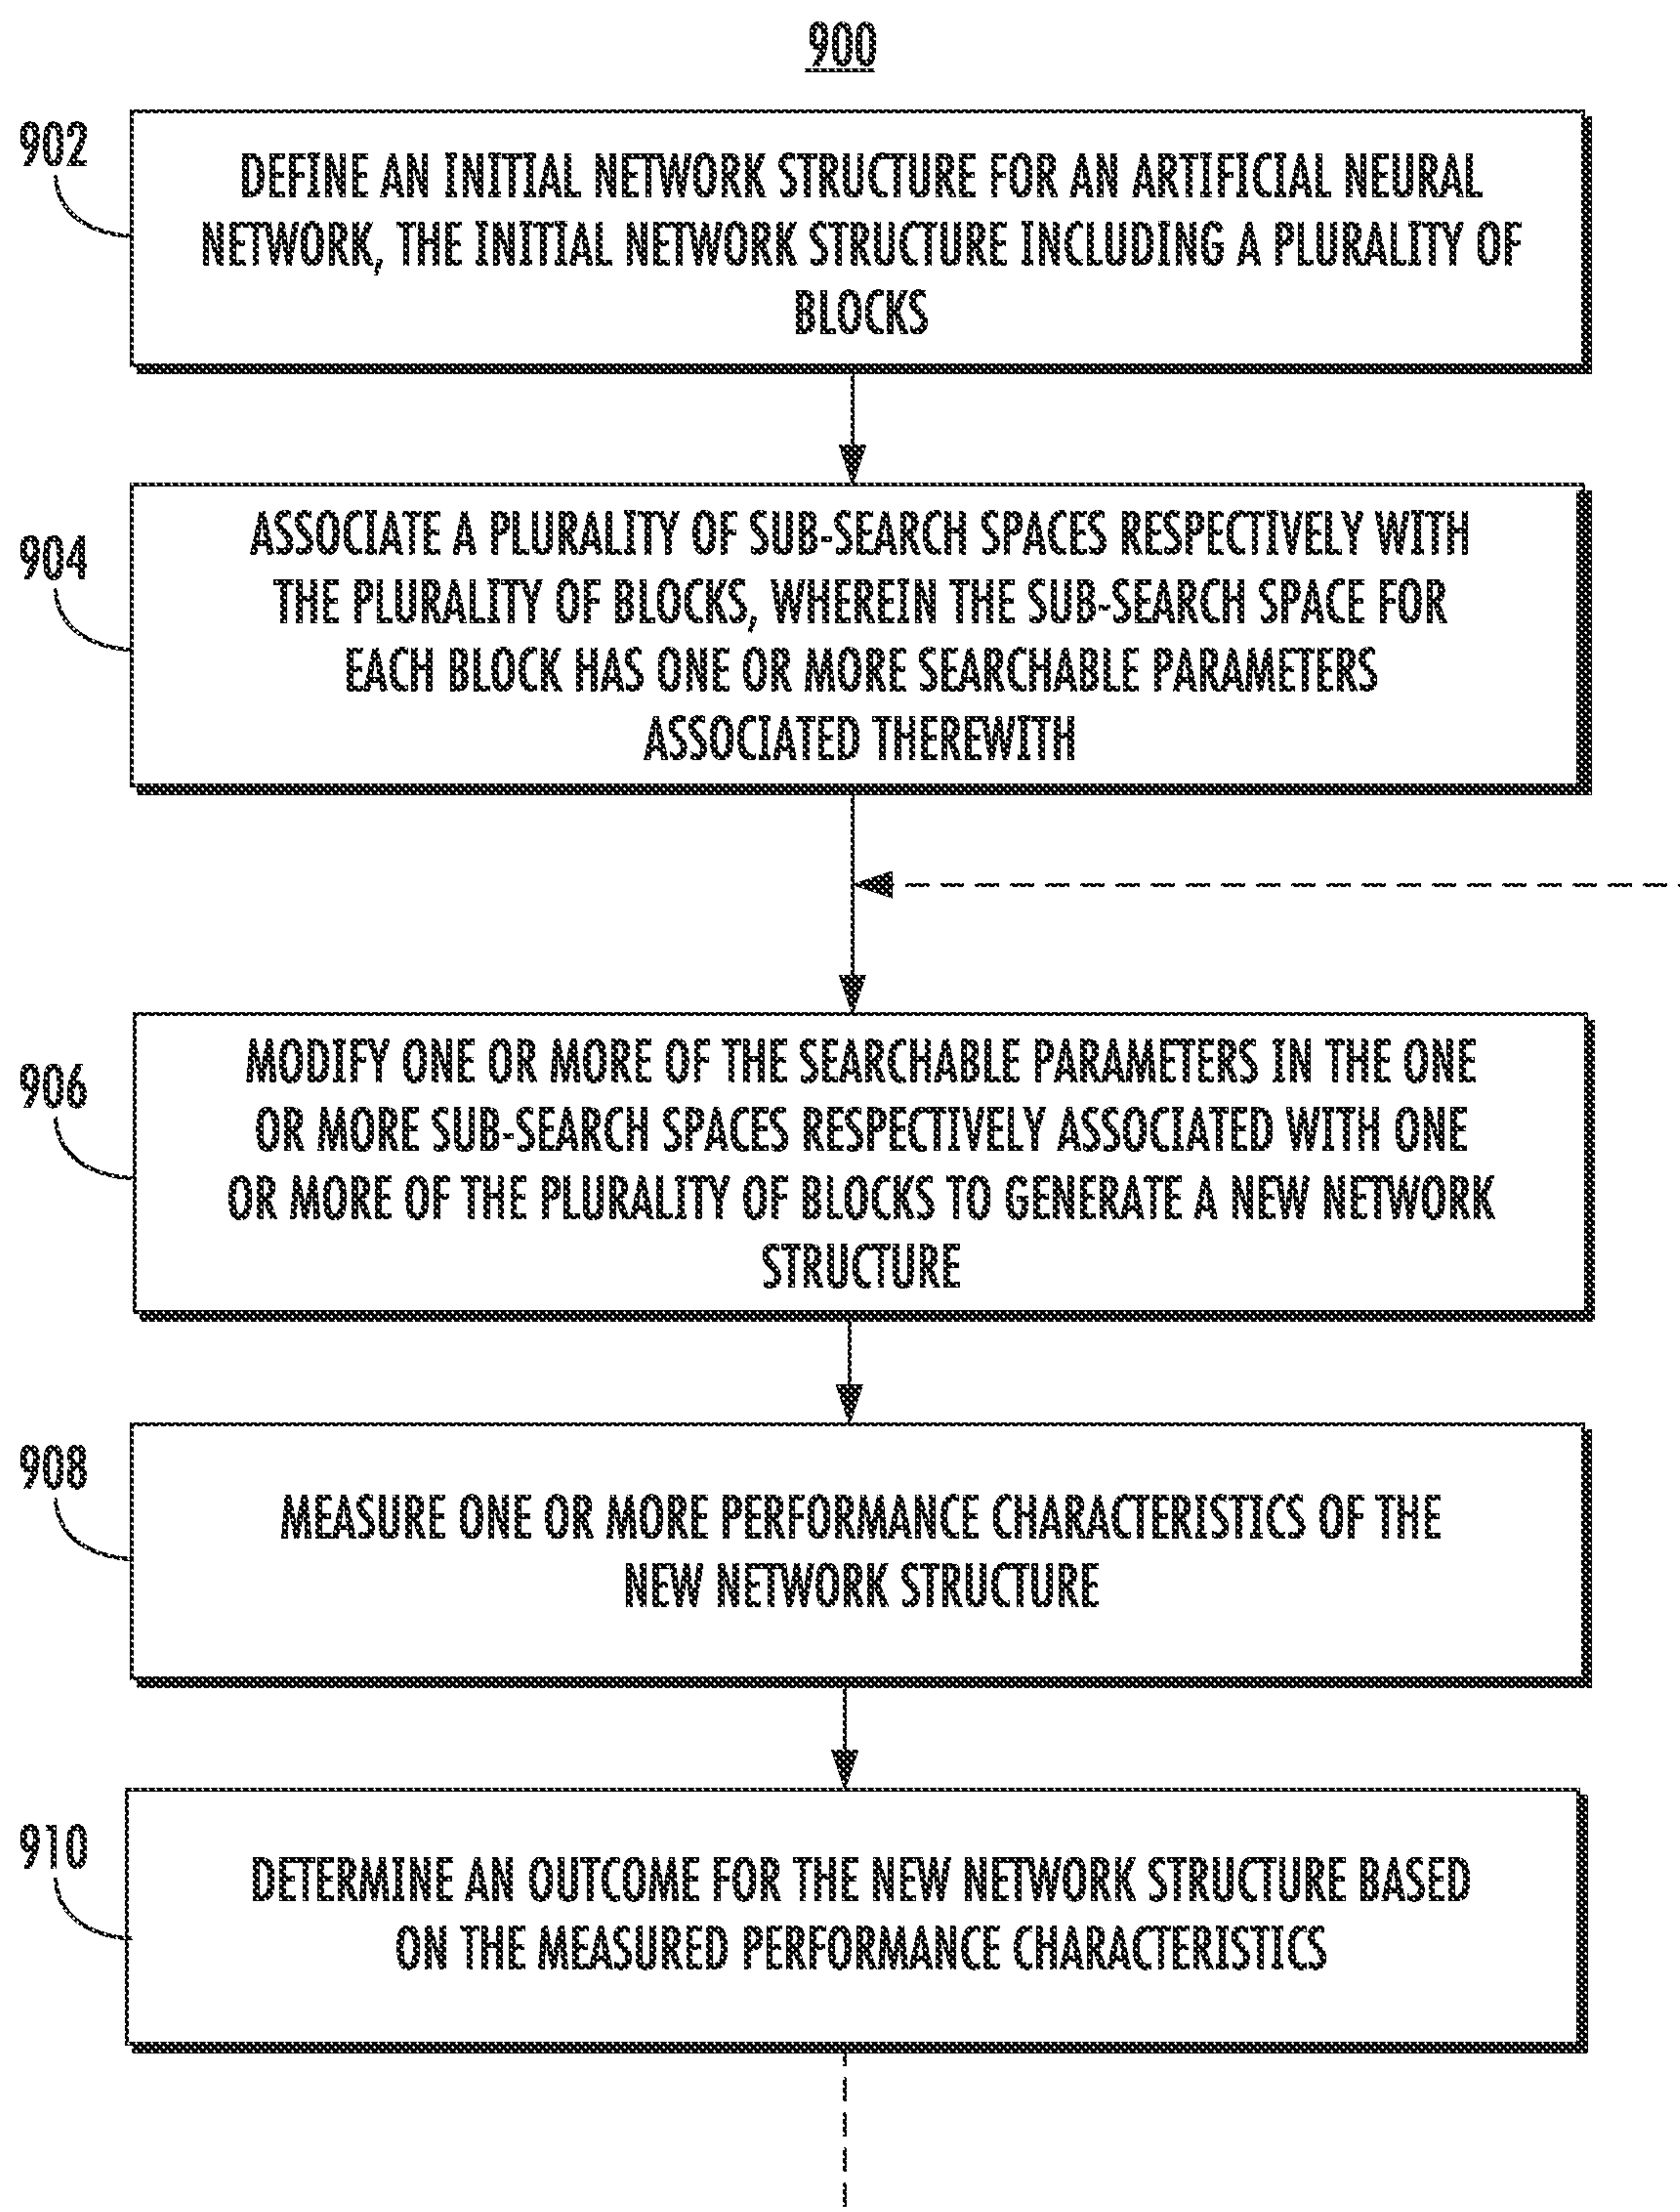 900
902
DEFINE AN INITIAL NETWORK STRUCTURE FOR AN ARTIFICIAL NEURAL
NETWORK, THE INITIAL NETWORK STRUCTURE INCLUDING A PLURALITY OF
BLOCKS
904
ASSOCIATE A PLURALITY OF SUB-SEARCH SPACES RESPECTIVELY WITH
THE PLURALITY OF BLOCKS, WHEREIN THE SUB-SEARCH SPACE FOR
EACH BLOCK HAS ONE OR MORE SEARCHABLE PARAMETERS
ASSOCIATED THEREWITH
906
MODIFY ONE OR MORE OF THE SEARCHABLE PARAMETERS IN THE ONE
OR MORE SUB-SEARCH SPACES RESPECTIVELY ASSOCIATED WITH ONE
OR MORE OF THE PLURALITY OF BLOCKS TO GENERATE A NEW NETWORK
STRUCTURE
908
MEASURE ONE OR MORE PERFORMANCE CHARACTERISTICS OF THE
NEW NETWORK STRUCTURE
910
DETERMINE AN OUTCOME FOR THE NEW NETWORK STRUCTURE BASED
ON THE MEASURED PERFORMANCE CHARACTERISTICS